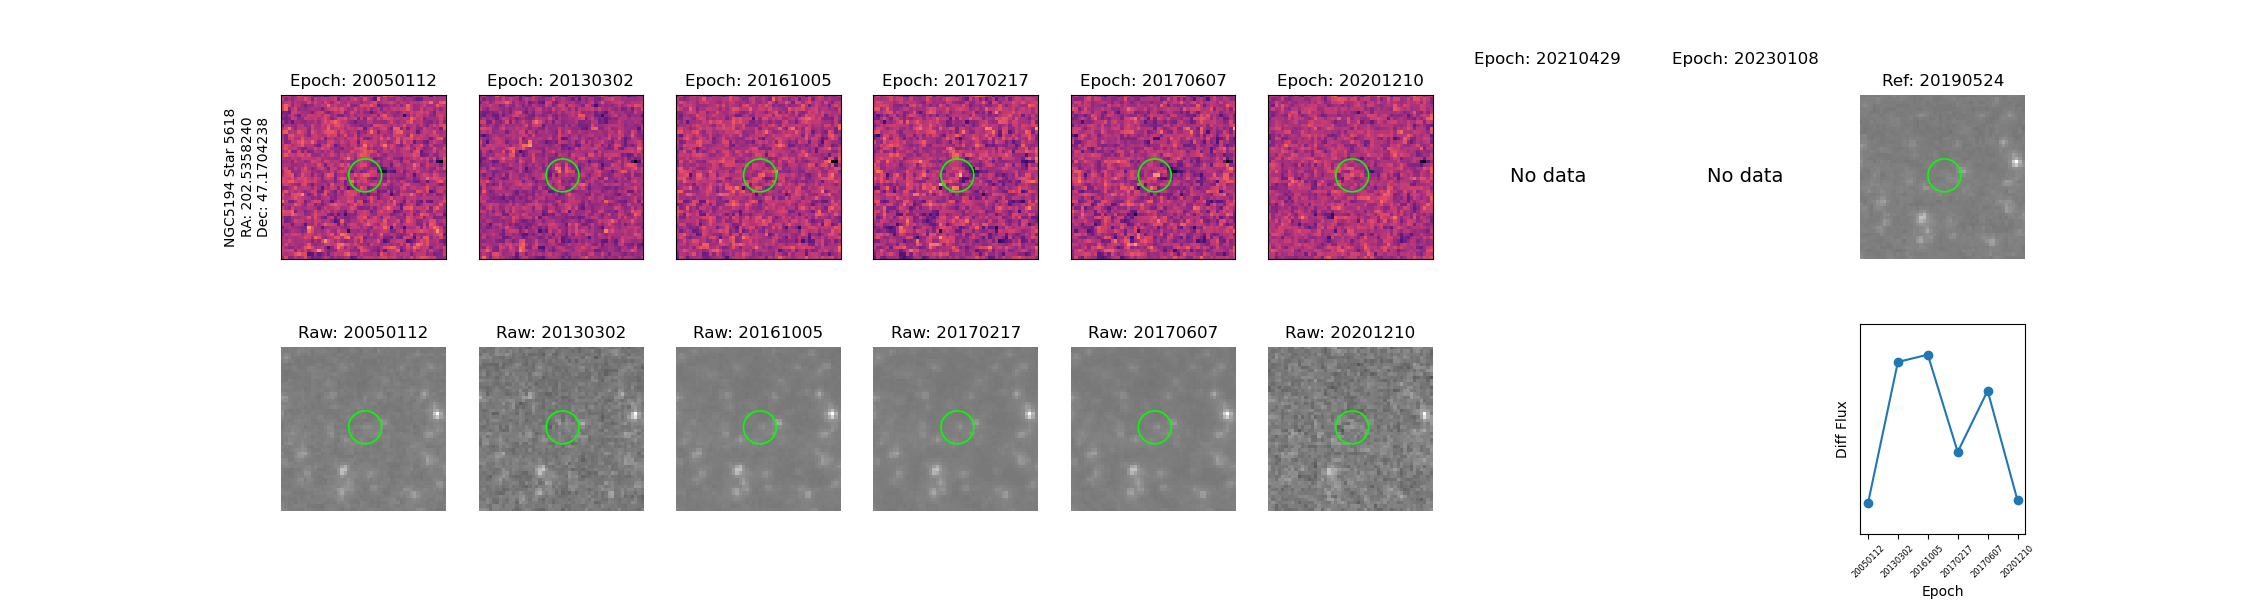 Epoch: 20050112
Epoch: 20130302
Epoch: 20161005
Epoch: 20170217
Epoch: 20170607
Epoch: 20201210
Epoch: 20210429
Epoch: 20230108
Ref: 20190524
NGC5194 Star 5618
RA: 202.5358240
Dec: 47.1704238
No data
No data
Raw: 20050112
Raw: 20130302
Raw: 20161005
Raw: 20170217
Raw: 20170607
Raw: 20201210
Diff Flux
20050112
20130302
20161005
20170217
20170607
20201210
Epoch